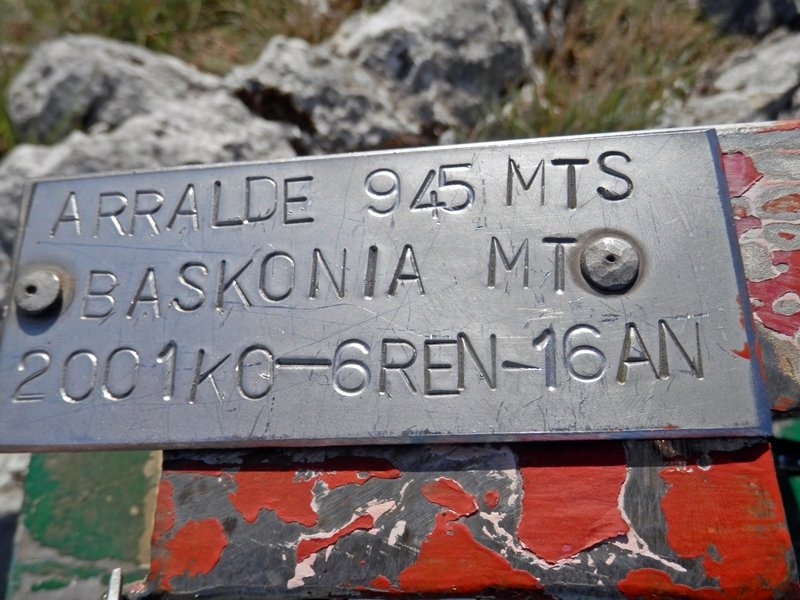 ARRALDE 945 MTS
BASKONIA MT
2001KO-6REN-16AN